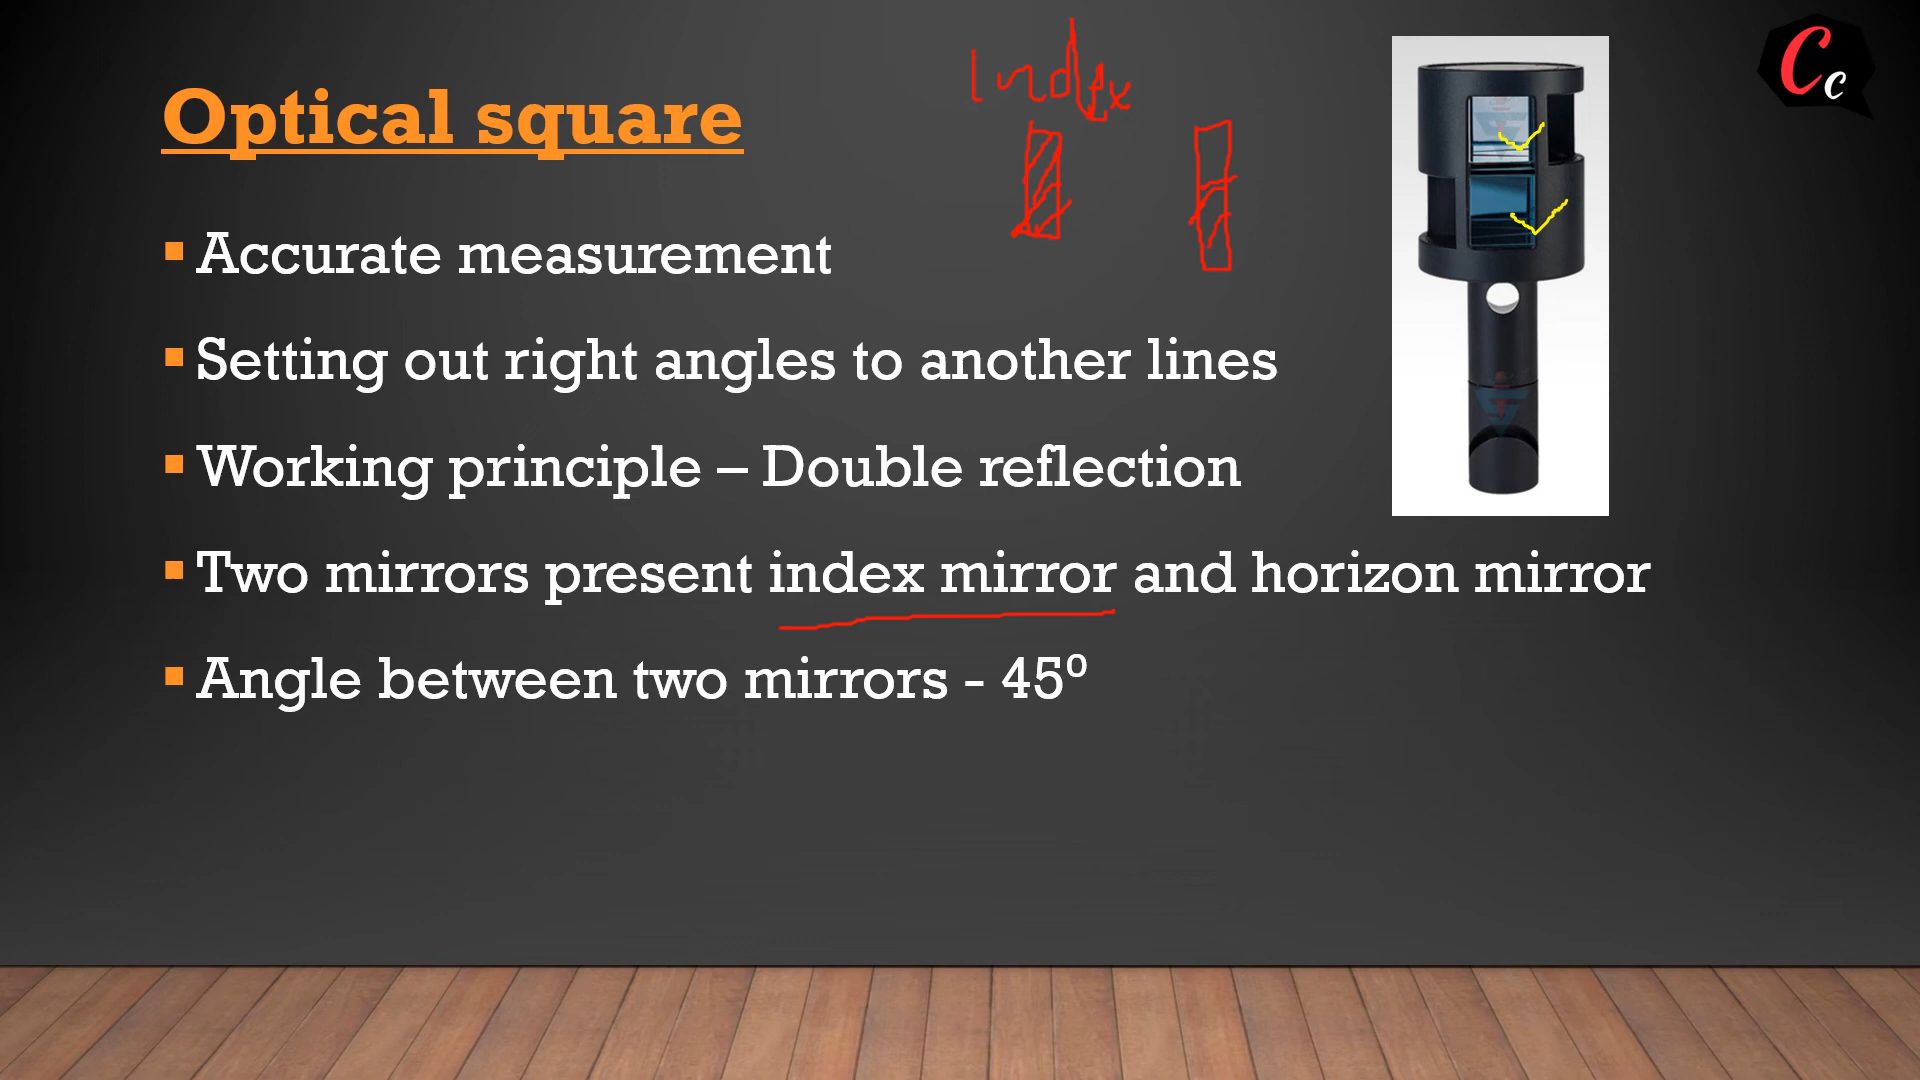 Index
Cc
Optical square
Accurate measurement
Setting out right angles to another lines
Working principle – Double reflection
Two mirrors present index mirror and horizon mirror
Angle between two mirrors - 45⁰